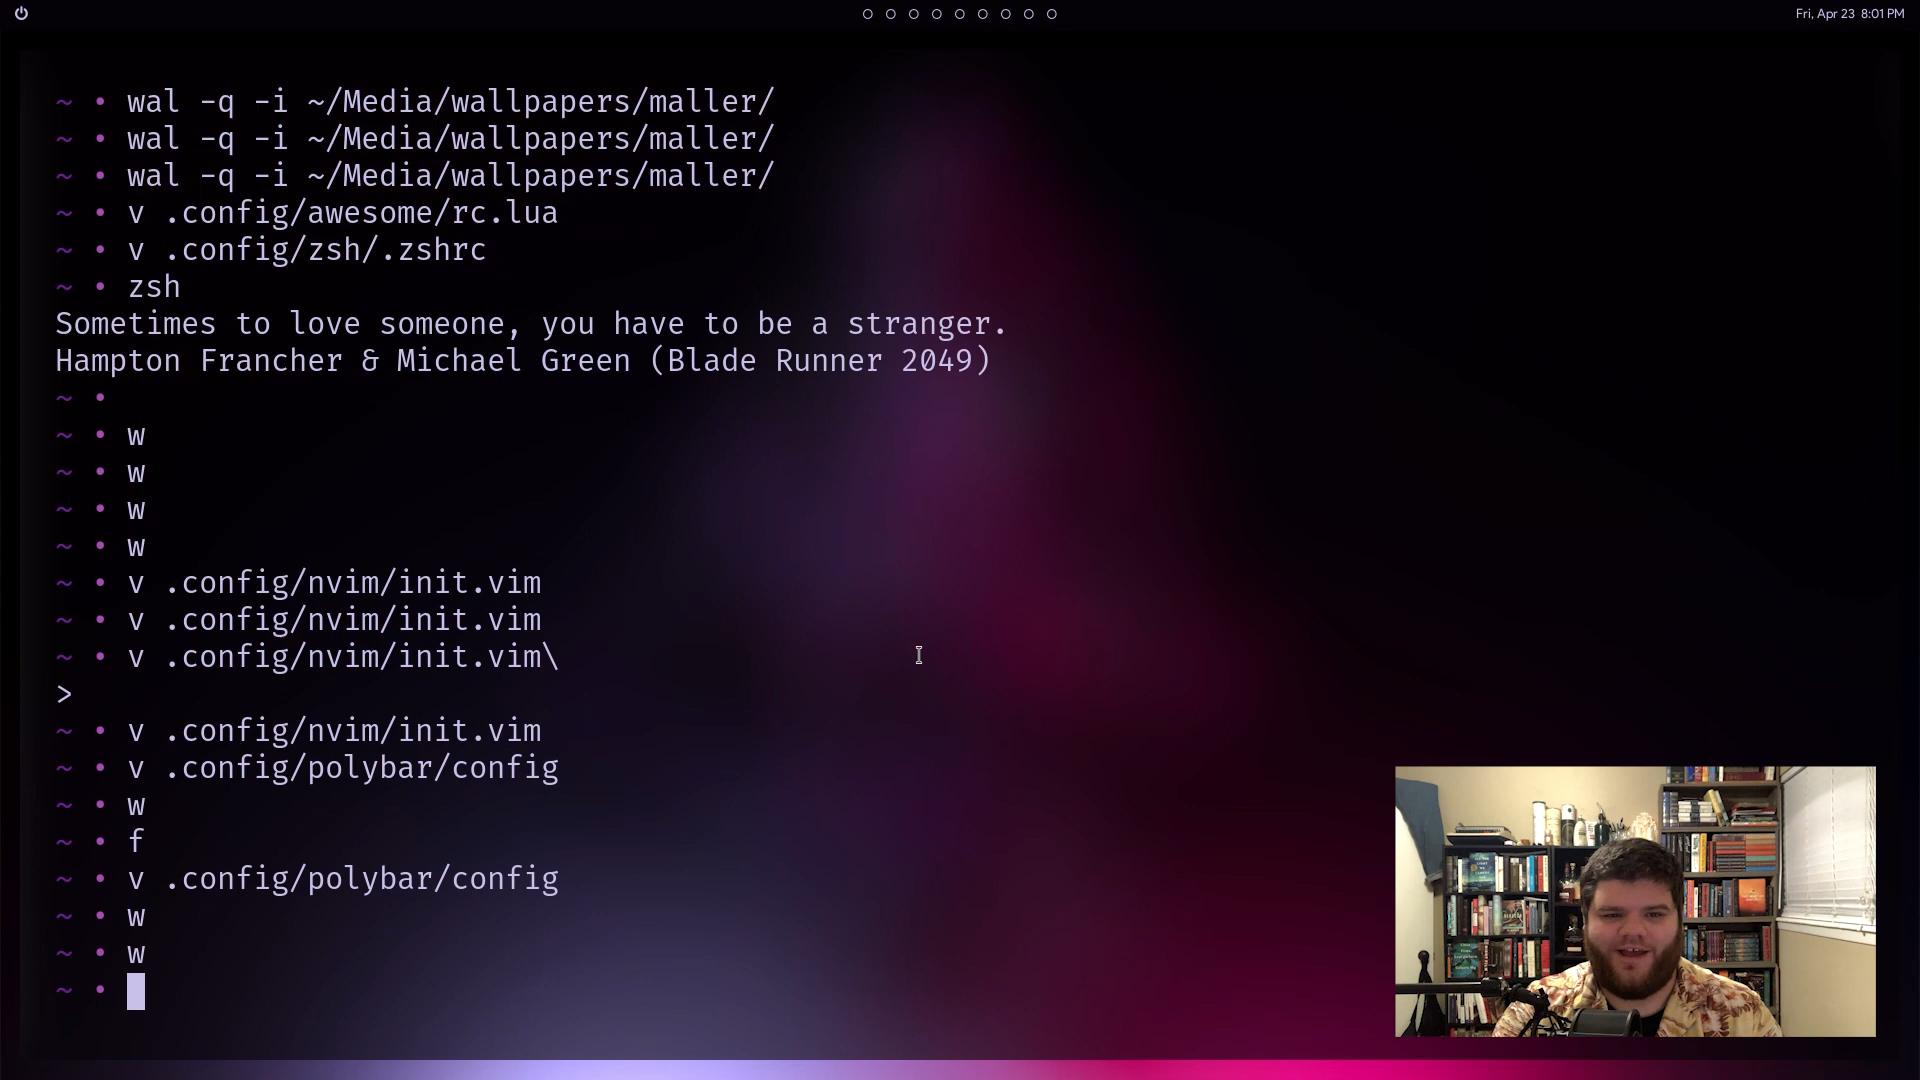 Fri, Apr 23 8:01 PM
~ • wal -q -i ~/Media/wallpapers/maller/
~ • wal -q -i ~/Media/wallpapers/maller/
~ • wal -q -i ~/Media/wallpapers/maller/
~ • v .config/awesome/rc.lua
~ • v .config/zsh/.zshrc
~ • zsh
Sometimes to love someone, you have to be a stranger.
Hampton Francher & Michael Green (Blade Runner 2049)
~ •
~ • w
~ • w
~ • w
~ • w
~ • v .config/nvim/init.vim
~ • v .config/nvim/init.vim
~ • v .config/nvim/init.vim\
>
~ • v .config/nvim/init.vim
~ • v .config/polybar/config
~ • w
~ • f
~ • v .config/polybar/config
~ • w
~ • w
~ •